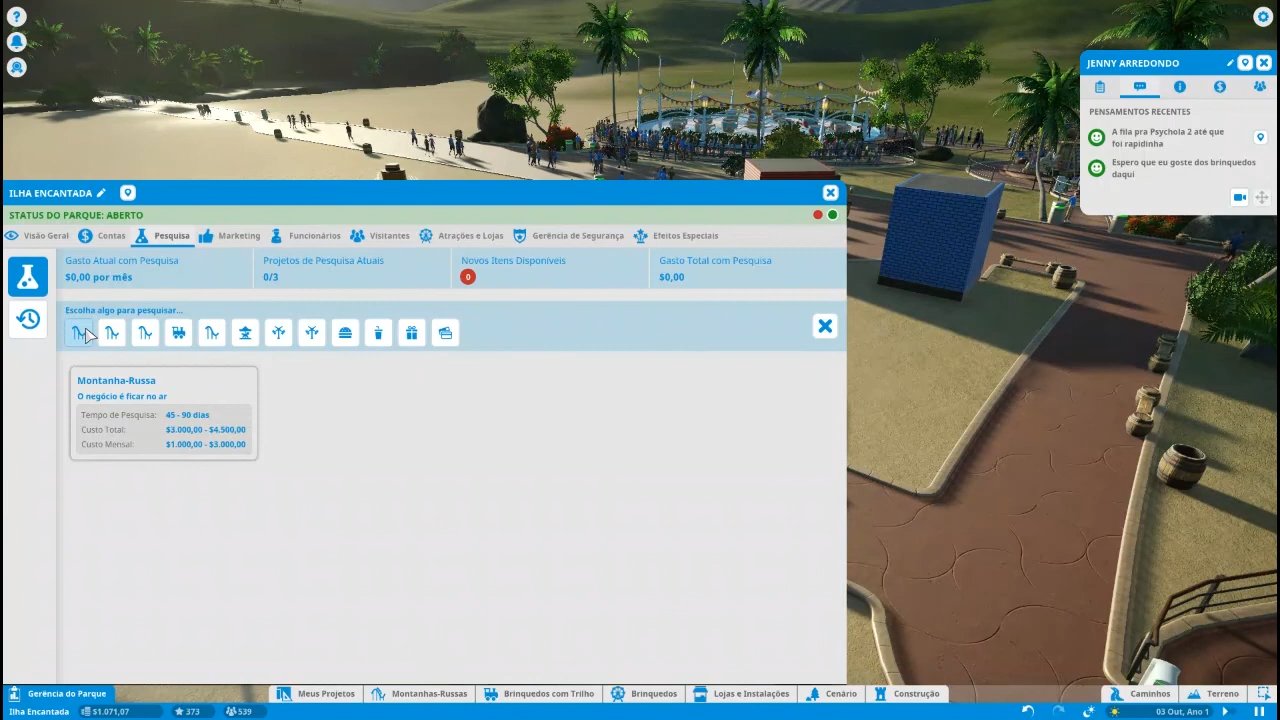 ?
JENNY ARREDONDO
PENSAMENTOS RECENTES
A fila pra Psychola 2 até que
foi rapidinha
Espero que eu goste dos brinquedos
daqui
ILHA ENCANTADA
STATUS DO PARQUE: ABERTO
Visão Geral Contas Pesquisa Marketing Funcionários Visitantes Atrações e Lojas Gerência de Segurança Efeitos Especiais
Gasto Atual com Pesquisa Projetos de Pesquisa Atuais Novos Itens Disponíveis Gasto Total com Pesquisa
$0,00 por mês 0/3 0 $0,00
Escolha algo para pesquisar...
Montanha-Russa
O negócio é ficar no ar
Tempo de Pesquisa: 45 - 90 dias
Custo Total: $3.000,00 - $4.500,00
Custo Mensal: $1.000,00 - $3.000,00
Gerência do Parque Meus Projetos Montanhas-Russas Brinquedos com Trilho Brinquedos Lojas e Instalações Cenário Construção Caminhos Terreno
Ilha Encantada $1.071,07 373 539 03 Out, Ano 1